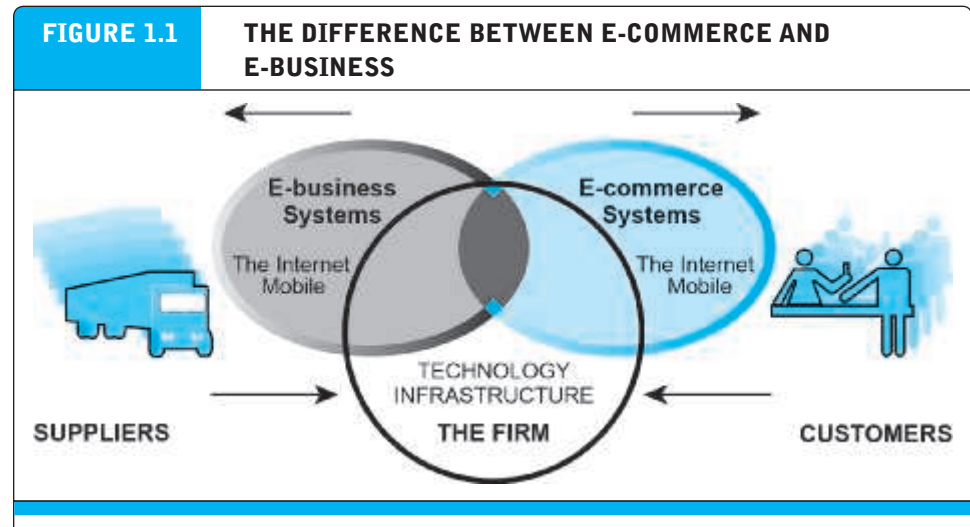 FIGURE 1.1
THE DIFFERENCE BETWEEN E-COMMERCE AND
E-BUSINESS
E-business
Systems
The Internet
Mobile
E-commerce
Systems
The Internet
Mobile
TECHNOLOGY
INFRASTRUCTURE
THE FIRM
SUPPLIERS
CUSTOMERS